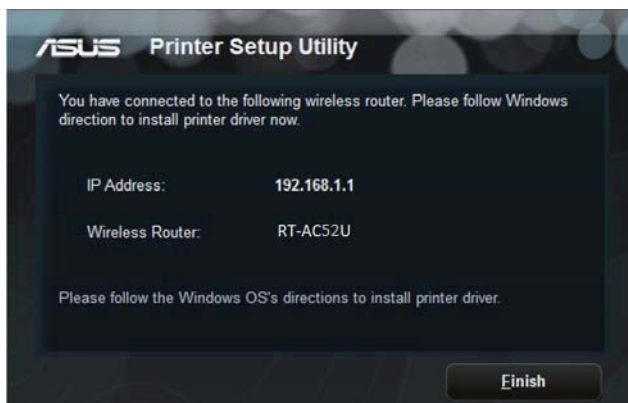 ASUS Printer Setup Utility
You have connected to the following wireless router. Please follow Windows
direction to install printer driver now.
IP Address: 192.168.1.1
Wireless Router: RT-AC52U
Please follow the Windows OS's directions to install printer driver.
Finish